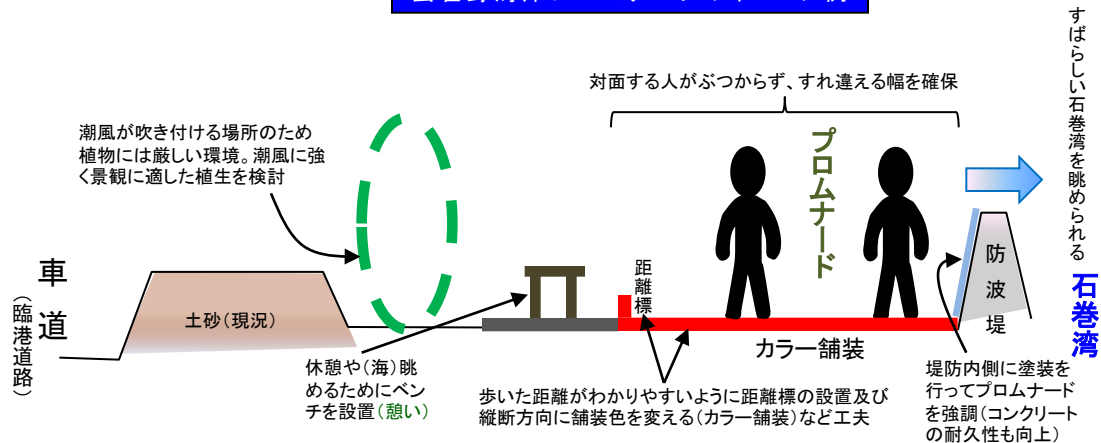 すばらしい石巻湾を眺められる
石巻湾
対面する人がぶつからず、すれ違える幅を確保
潮風が吹き付ける場所のため
植物には厳しい環境。潮風に強
く景観に適した植生を検討
プロムナード
車道
(臨港道路)
土砂(現況)
距離標
防波堤
カラー舗装
休憩や(海)眺
めるためにベン
チを設置(憩い)
歩いた距離がわかりやすいように距離標の設置及び
縦断方向に舗装色を変える(カラー舗装)など工夫
堤防内側に塗装を
行ってプロムナード
を強調(コンクリート
の耐久性も向上)